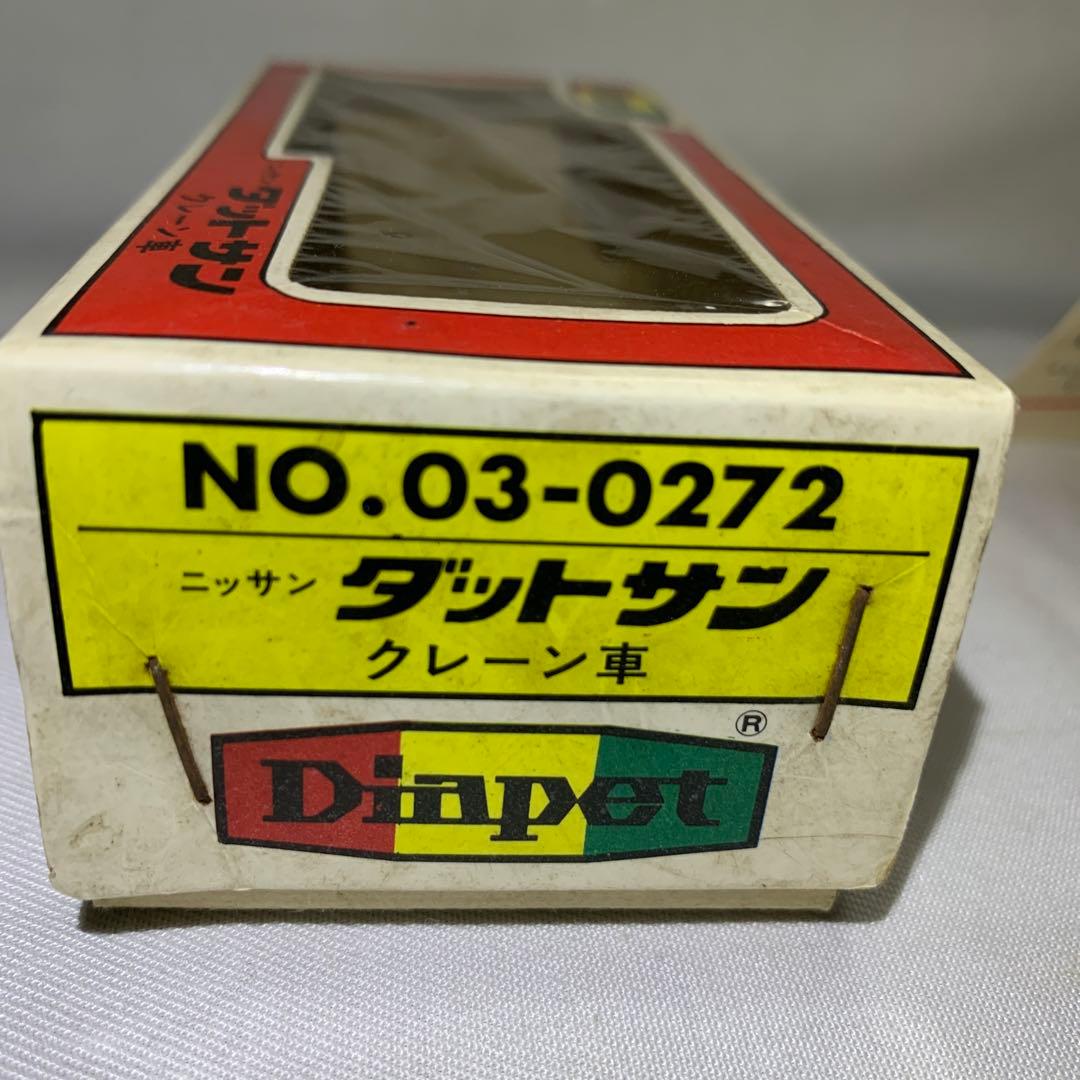 ダットサン
クレーン車
NO.03-0272
ニッサン ダットサン
クレーン車
®
Diapet